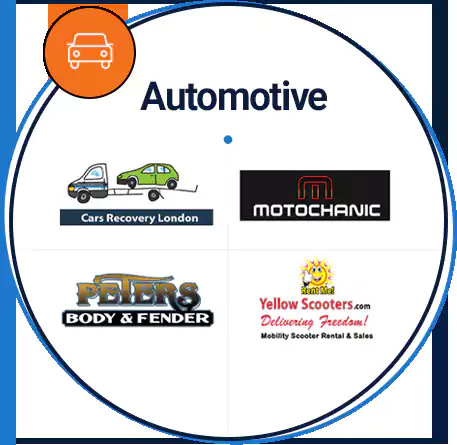 Automotive
Cars Recovery London
MOTOCHANIC
PETERS
BODY & FENDER
Rent Me!
Yellow Scooters.com
Delivering Freedom!
Mobility Scooter Rental & Sales